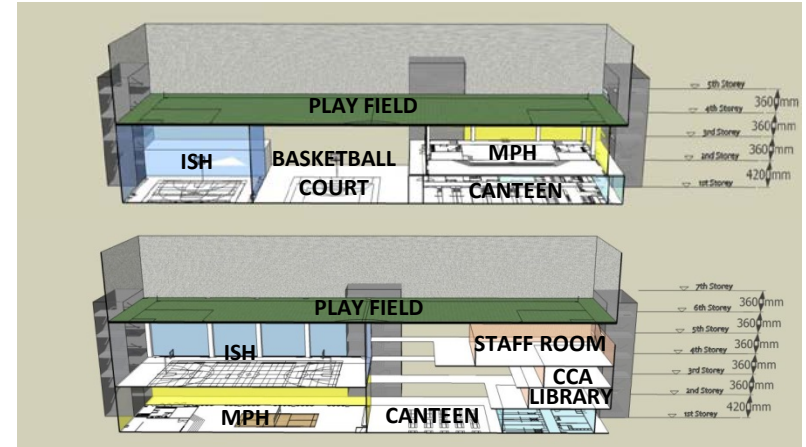 PLAY FIELD
ISH
BASKETBALL
COURT
MPH
CANTEEN
5th Storey
4th Storey
3rd Storey
2nd Storey
1st Storey
3600mm
3600mm
3600mm
4200mm
PLAY FIELD
ISH
STAFF ROOM
CCA
LIBRARY
MPH
CANTEEN
7th Storey
6th Storey
5th Storey
4th Storey
3rd Storey
2nd Storey
1st Storey
3600mm
3600mm
3600mm
3600mm
3600mm
4200mm